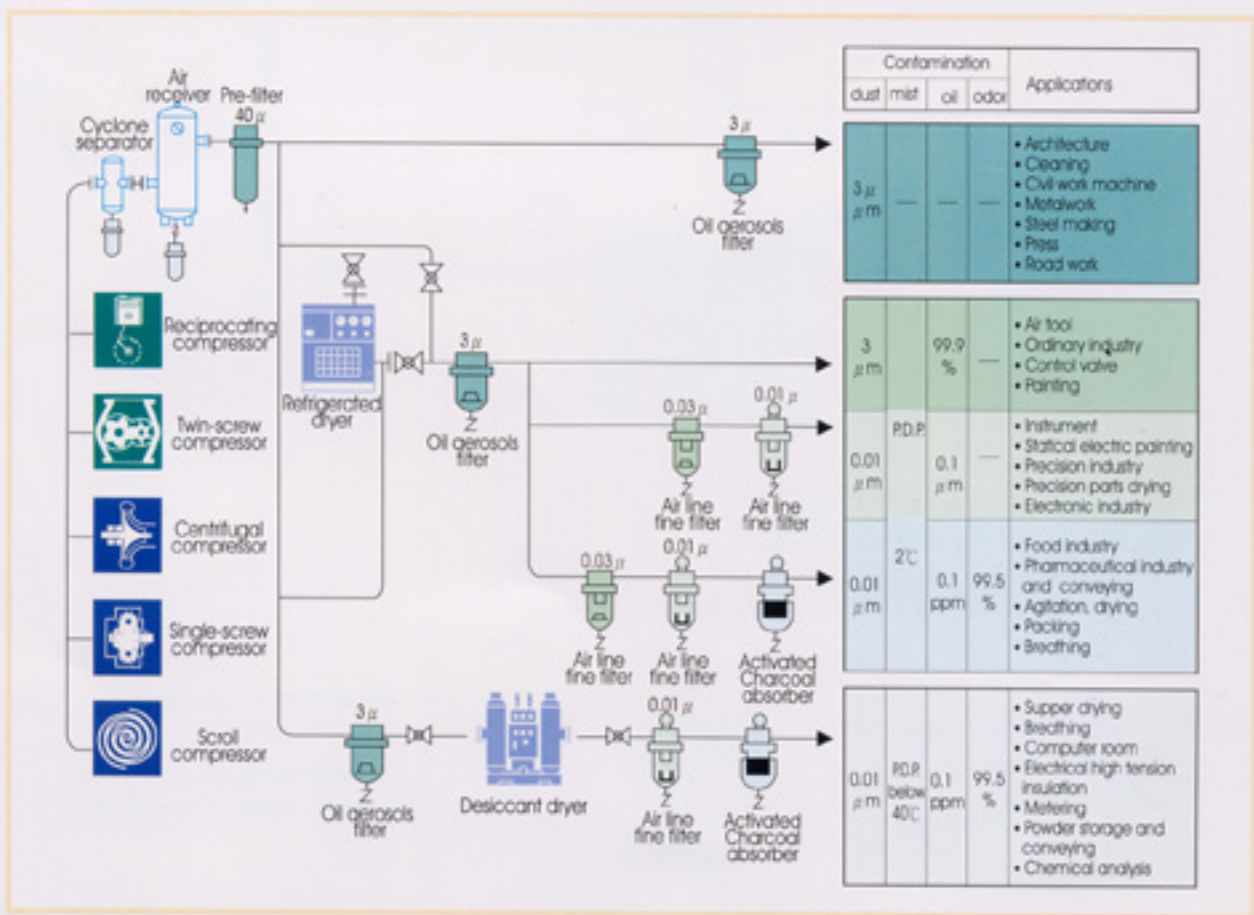 Contamination
Applications
dust mist oil odor
Air
receiver
Pre-filter
40 μ
Cyclone
separator
3 μ
Oil aerosols
filter
3 μ
μm
—
—
—
• Architecture
• Cleaning
• Civil work machine
• Metalwork
• Steel making
• Press
• Road work
Reciprocating
compressor
Twin-screw
compressor
Centrifugal
compressor
Single-screw
compressor
Scroll
compressor
Refrigerated
dryer
3 μ
Oil aerosols
filter
3
μm
99.9
%
—
• Air tool
• Ordinary industry
• Control valve
• Painting
0.03 μ
Air line
fine filter
0.01 μ
Air line
fine filter
0.01
μm
P.D.P.
0.1
μm
—
• Instrument
• Statical electric painting
• Precision industry
• Precision parts drying
• Electronic industry
0.03 μ
Air line
fine filter
0.01 μ
Air line
fine filter
Activated
Charcoal
absorber
0.01
μm
2℃
0.1
ppm
99.5
%
• Food industry
• Pharmaceutical industry
and conveying
• Agitation, drying
• Packing
• Breathing
3 μ
Oil aerosols
filter
Desiccant dryer
0.01 μ
Air line
fine filter
Activated
Charcoal
absorber
0.01
μm
P.D.P.
below
40℃
0.1
ppm
99.5
%
• Supper drying
• Breathing
• Computer room
• Electrical high tension
insulation
• Metering
• Powder storage and
conveying
• Chemical analysis